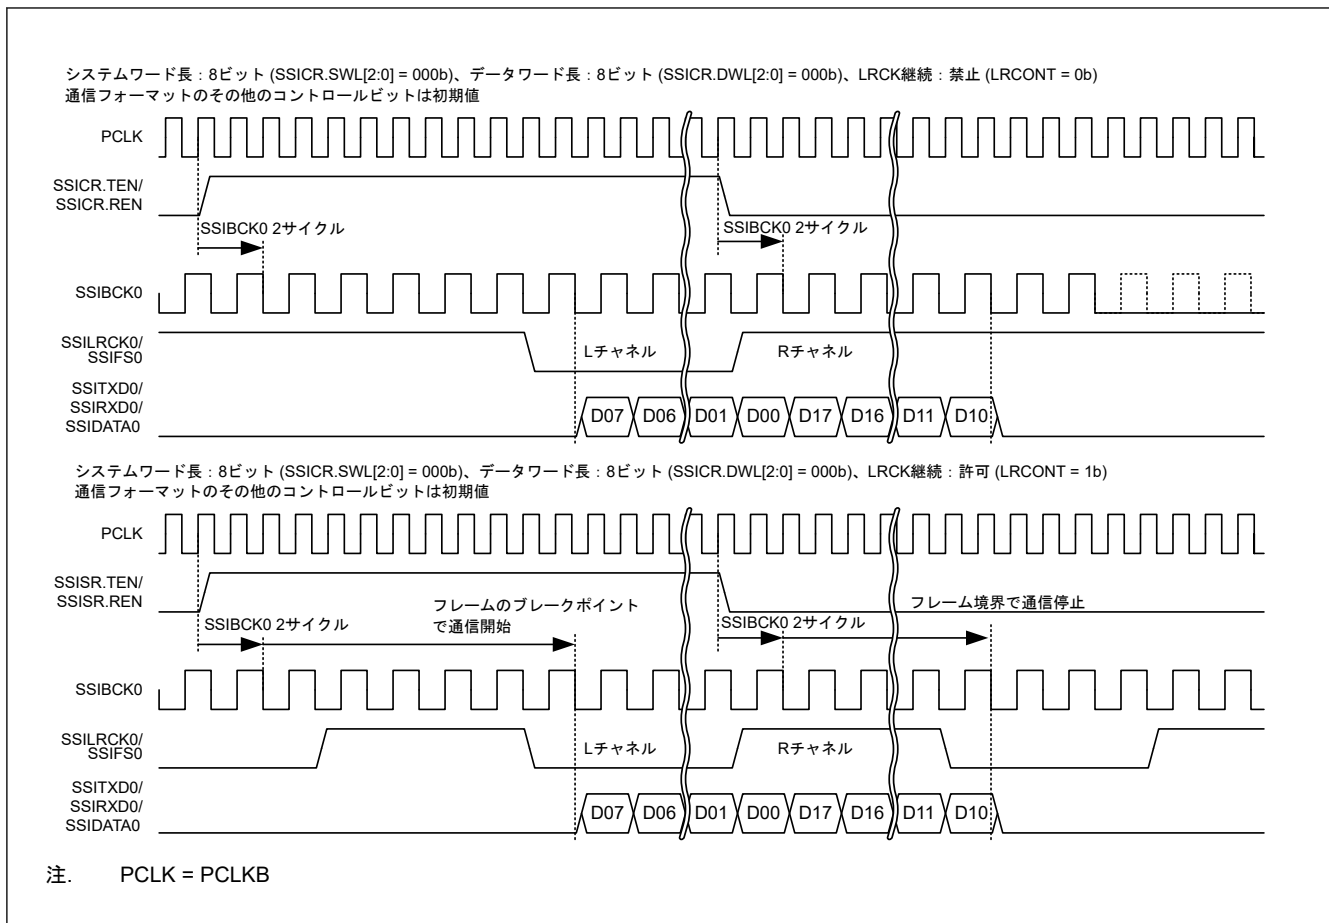 システムワード長：8ビット (SSICR.SWL[2:0] = 000b)、データワード長：8ビット (SSICR.DWL[2:0] = 000b)、LRCK継続：禁止 (LRCONT = 0b)
通信フォーマットのその他のコントロールビットは初期値
PCLK
SSICR.TEN/
SSICR.REN
SSIBCK0 2サイクル
SSIBCK0 2サイクル
SSIBCK0
SSILRCK0/
SSIFS0
Lチャネル
Rチャネル
SSITXD0/
SSIRXD0/
SSIDATA0
D07 D06 D01 D00 D17 D16 D11 D10
システムワード長：8ビット (SSICR.SWL[2:0] = 000b)、データワード長：8ビット (SSICR.DWL[2:0] = 000b)、LRCK継続：許可 (LRCONT = 1b)
通信フォーマットのその他のコントロールビットは初期値
PCLK
SSISR.TEN/
SSISR.REN
フレームのブレークポイント
で通信開始
フレーム境界で通信停止
SSIBCK0 2サイクル
SSIBCK0 2サイクル
SSIBCK0
SSILRCK0/
SSIFS0
Lチャネル
Rチャネル
SSITXD0/
SSIRXD0/
SSIDATA0
D07 D06 D01 D00 D17 D16 D11 D10
注. PCLK = PCLKB